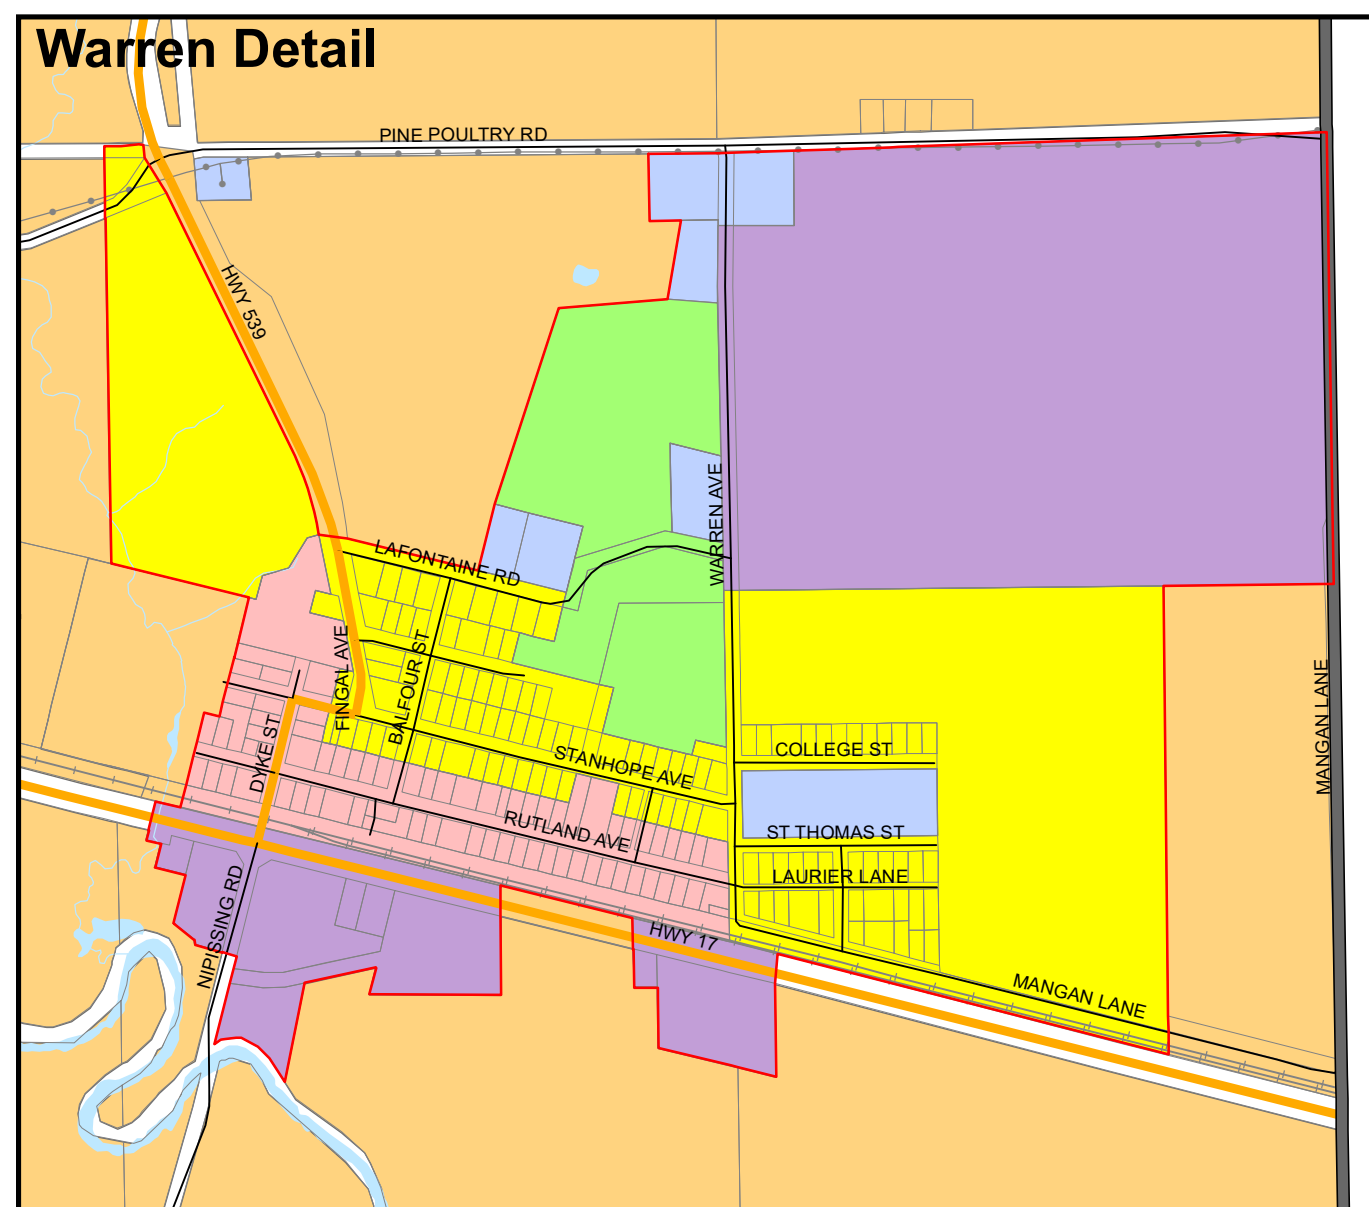 Warren Detail
PINE POULTRY RD
HWY 539
WARREN AVE
LAFONTAINE RD
FINGAL AVE
BALFOUR ST
MANGAN LANE
DYKE ST
STANHOPE AVE
COLLEGE ST
RUTLAND AVE
ST THOMAS ST
LAURIER LANE
NIPISSING RD
HWY 17
MANGAN LANE